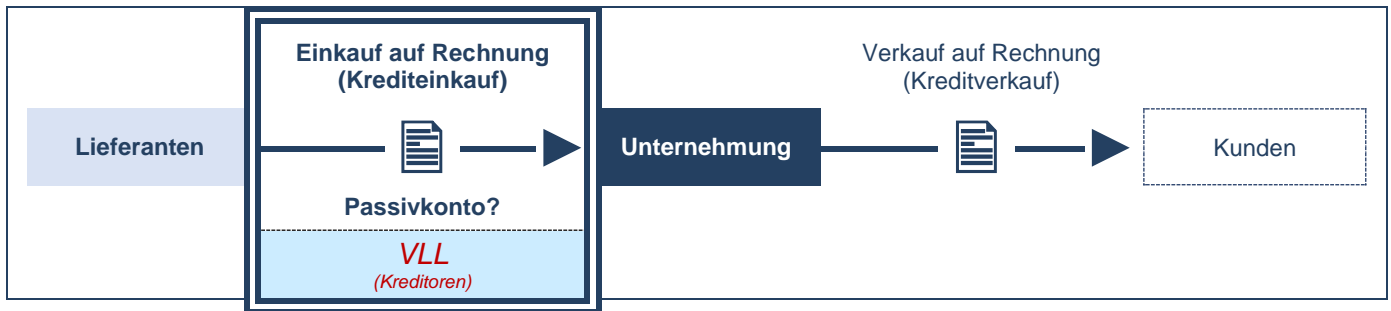 Einkauf auf Rechnung
(Krediteinkauf)
Verkauf auf Rechnung
(Kreditverkauf)
Lieferanten
Unternehmung
Kunden
Passivkonto?
VLL
(Kreditoren)